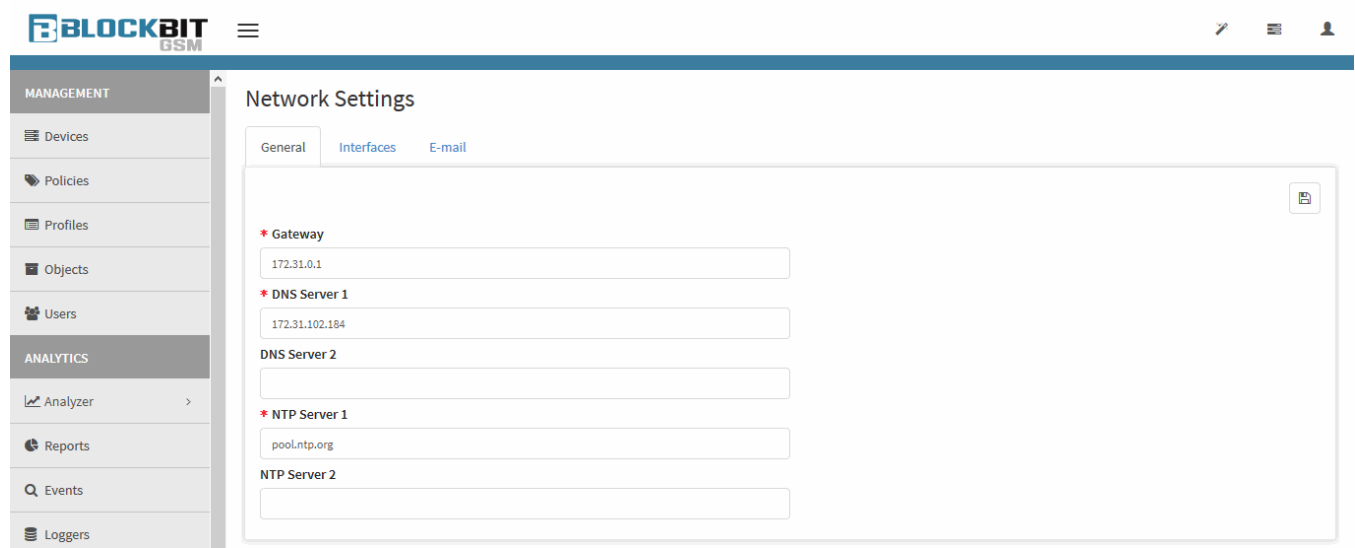 BLOCKBIT
GSM
MANAGEMENT
Devices
Policies
Profiles
Objects
Users
ANALYTICS
Analyzer
Reports
Events
Loggers
Network Settings
General Interfaces E-mail
* Gateway
172.31.0.1
* DNS Server 1
172.31.102.184
DNS Server 2
* NTP Server 1
pool.ntp.org
NTP Server 2